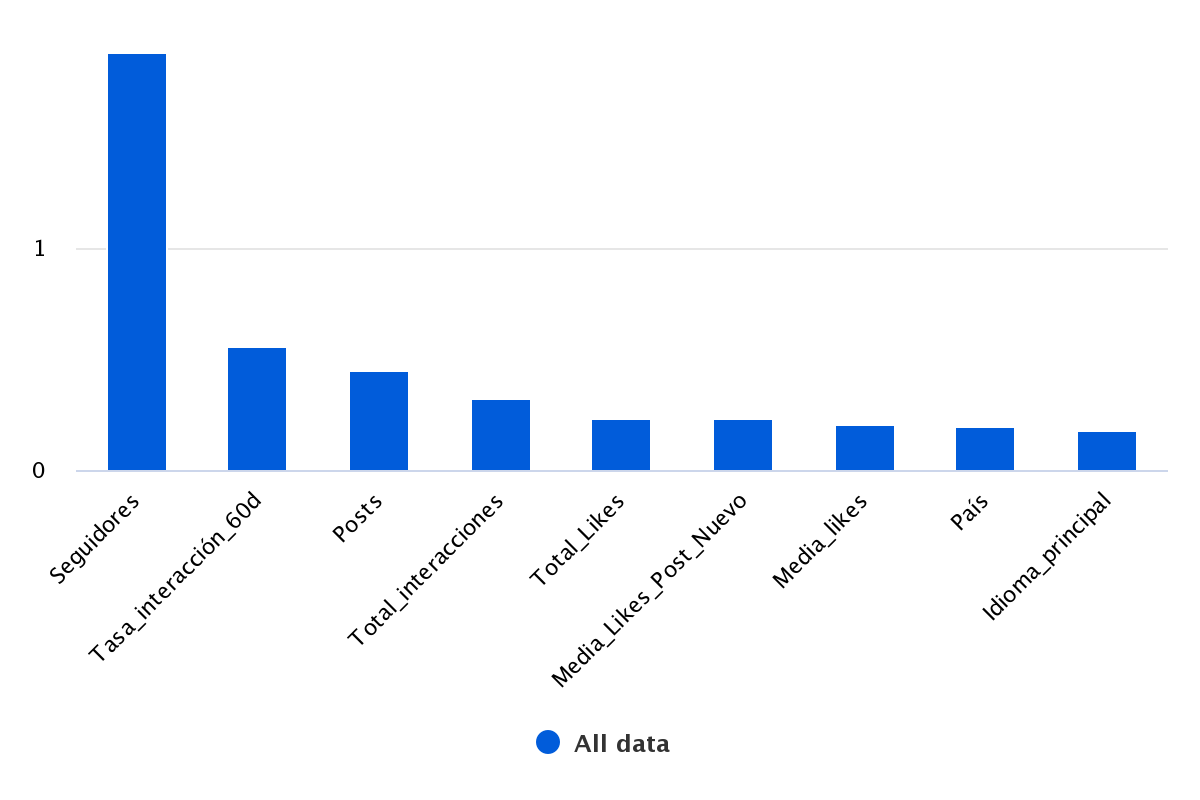 1
0
Seguidores
Tasa_interacción_60d
Posts
Total_interacciones
Total_Likes
Media_Likes_Post_Nuevo
Media_likes
País
Idioma_principal
All data